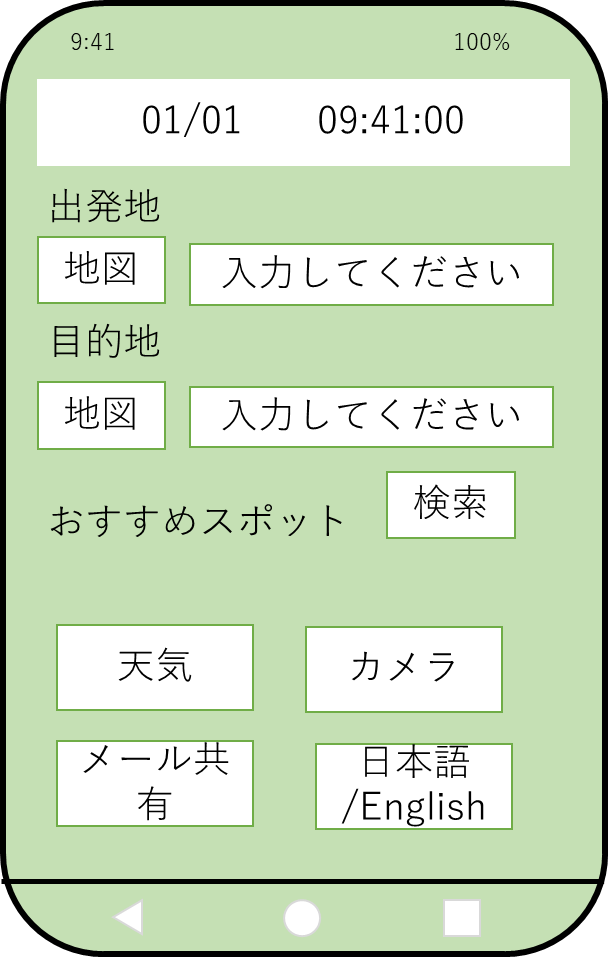 9:41 100%
01/01 09:41:00
出発地
地図 入力してください
目的地
地図 入力してください
検索
おすすめスポット
天気 カメラ
メール共
有
日本語
/English